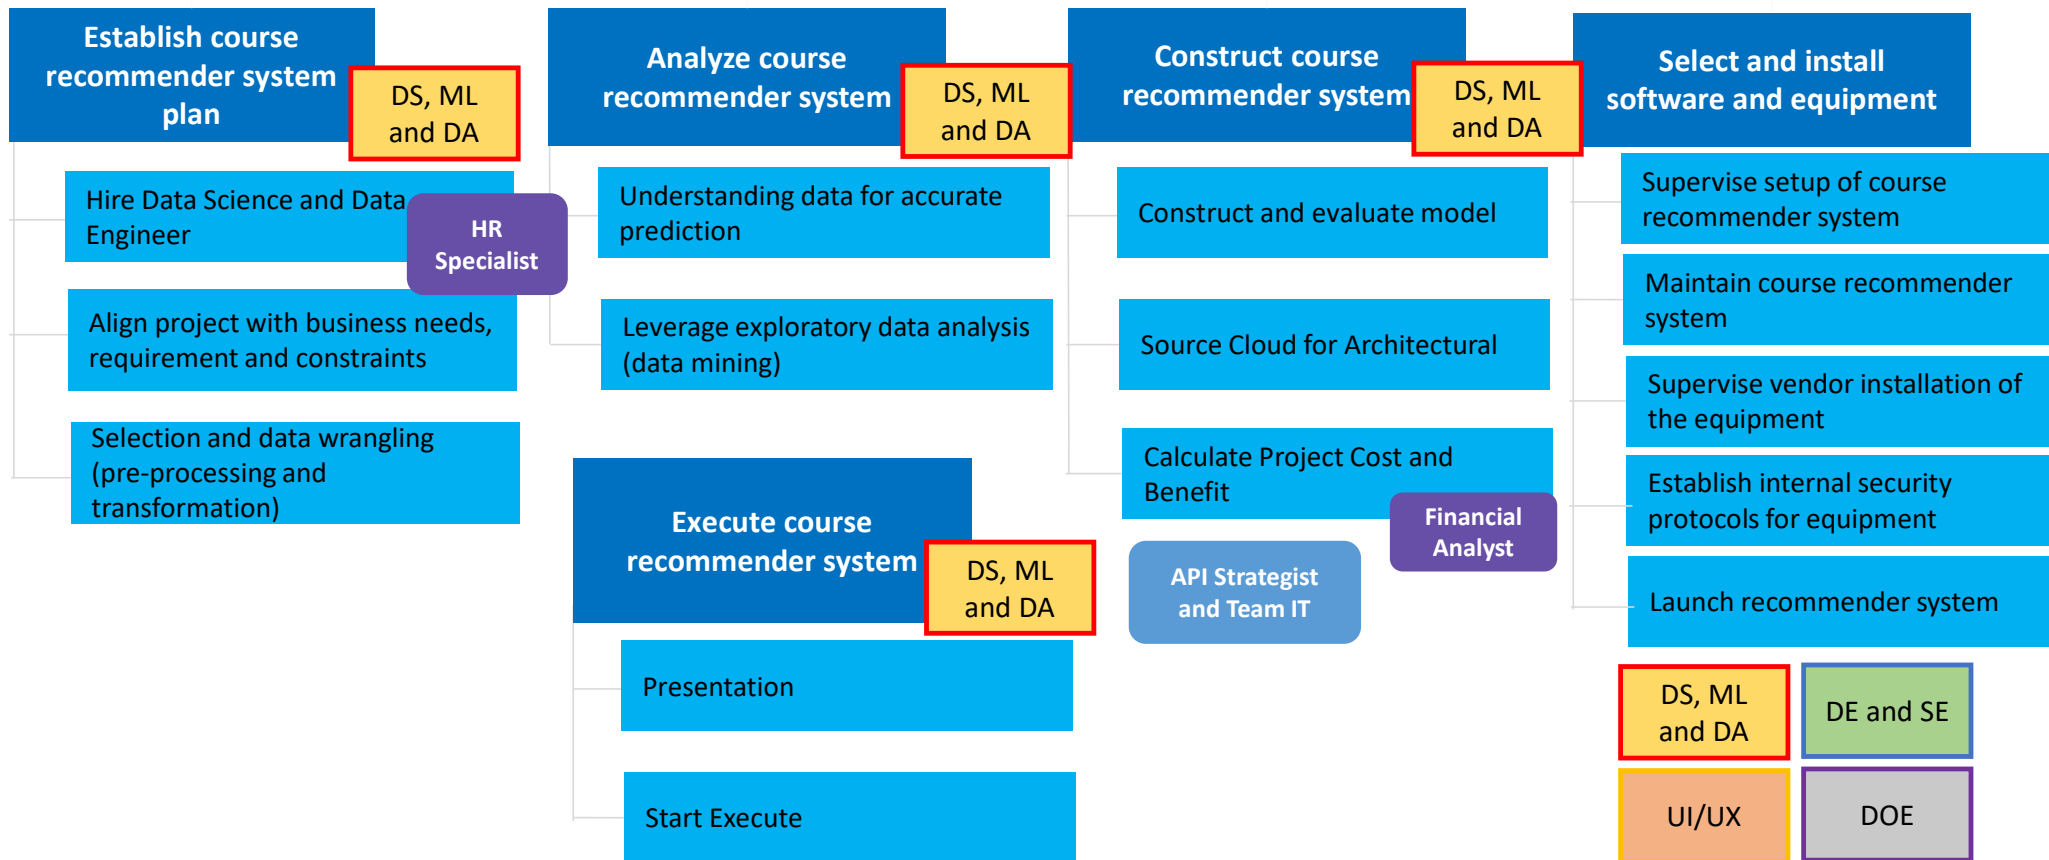 Establish course
recommender system
plan
DS, ML
and DA
Hire Data Science and Data
Engineer
HR
Specialist
Align project with business needs,
requirement and constraints
Selection and data wrangling
(pre-processing and
transformation)
Analyze course
recommender system
DS, ML
and DA
Understanding data for accurate
prediction
Leverage exploratory data analysis
(data mining)
Execute course
recommender system
DS, ML
and DA
Presentation
Start Execute
Construct course
recommender system
DS, ML
and DA
Construct and evaluate model
Source Cloud for Architectural
Calculate Project Cost and
Benefit
Financial
Analyst
API Strategist
and Team IT
Select and install
software and equipment
Supervise setup of course
recommender system
Maintain course recommender
system
Supervise vendor installation of
the equipment
Establish internal security
protocols for equipment
Launch recommender system
DS, ML
and DA
DE and SE
UI/UX
DOE